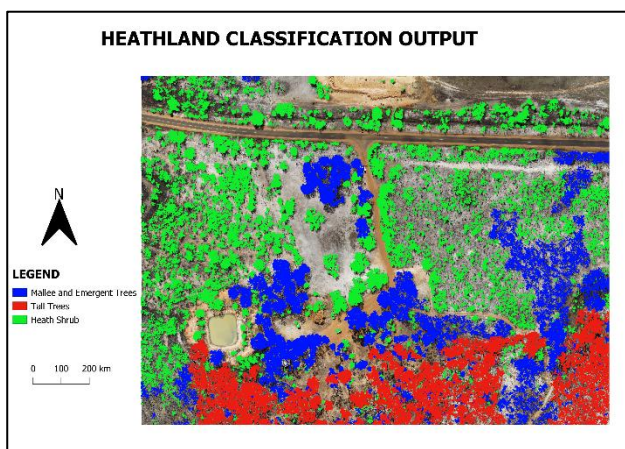 HEATHLAND CLASSIFICATION OUTPUT
N
LEGEND
Mallee and Emergent Trees
Tall Trees
Heath Shrub
0 100 200 km